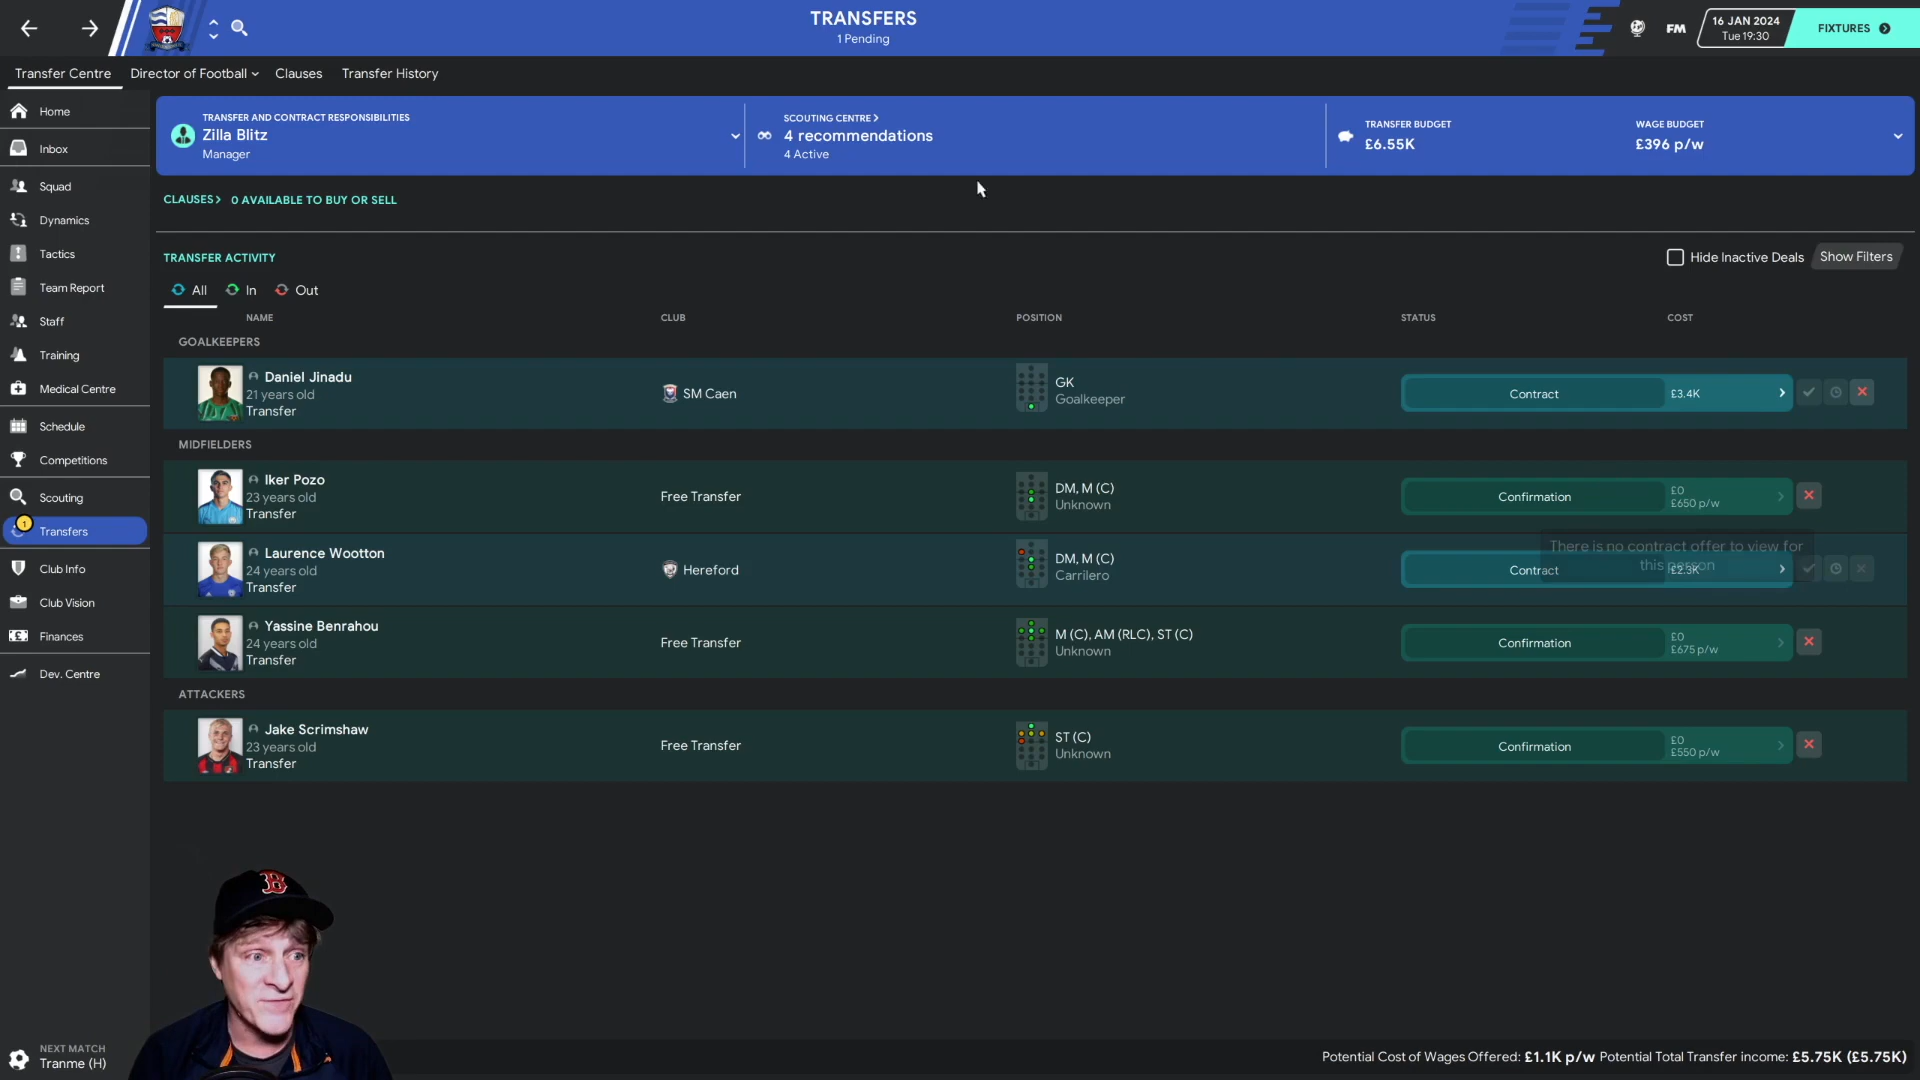 TRANSFERS
1 Pending
FM
16 JAN 2024
Tue 19:30
FIXTURES
Transfer Centre
Director of Football
Clauses
Transfer History
Home
Inbox
Squad
Dynamics
Tactics
Team Report
Staff
Training
Medical Centre
Schedule
Competitions
Scouting
1
Transfers
Club Info
Club Vision
Finances
Dev. Centre
NEXT MATCH
Tranme (H)
TRANSFER AND CONTRACT RESPONSIBILITIES
Zilla Blitz
Manager
SCOUTING CENTRE >
4 recommendations
4 Active
TRANSFER BUDGET
£6.55K
WAGE BUDGET
£396 p/w
CLAUSES > 0 AVAILABLE TO BUY OR SELL
TRANSFER ACTIVITY
Hide Inactive Deals
Show Filters
All In Out
NAME CLUB POSITION STATUS COST
GOALKEEPERS
Daniel Jinadu
21 years old
Transfer
SM Caen
GK
Goalkeeper
Contract
£3.4K
MIDFIELDERS
Iker Pozo
23 years old
Transfer
Free Transfer
DM, M (C)
Unknown
Confirmation
£0
£650 p/w
Laurence Wootton
24 years old
Transfer
Hereford
DM, M (C)
Carrilero
There is no contract offer to view for
this person
Contract
£2.3K
Yassine Benrahou
24 years old
Transfer
Free Transfer
M (C), AM (RLC), ST (C)
Unknown
Confirmation
£0
£675 p/w
ATTACKERS
Jake Scrimshaw
23 years old
Transfer
Free Transfer
ST (C)
Unknown
Confirmation
£0
£550 p/w
B
Potential Cost of Wages Offered: £1.1K p/w Potential Total Transfer income: £5.75K (£5.75K)